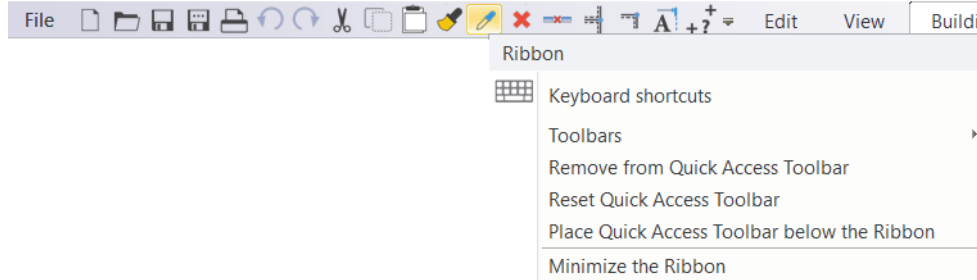 File Edit View Buildi
Ribbon
Keyboard shortcuts
Toolbars
Remove from Quick Access Toolbar
Reset Quick Access Toolbar
Place Quick Access Toolbar below the Ribbon
Minimize the Ribbon